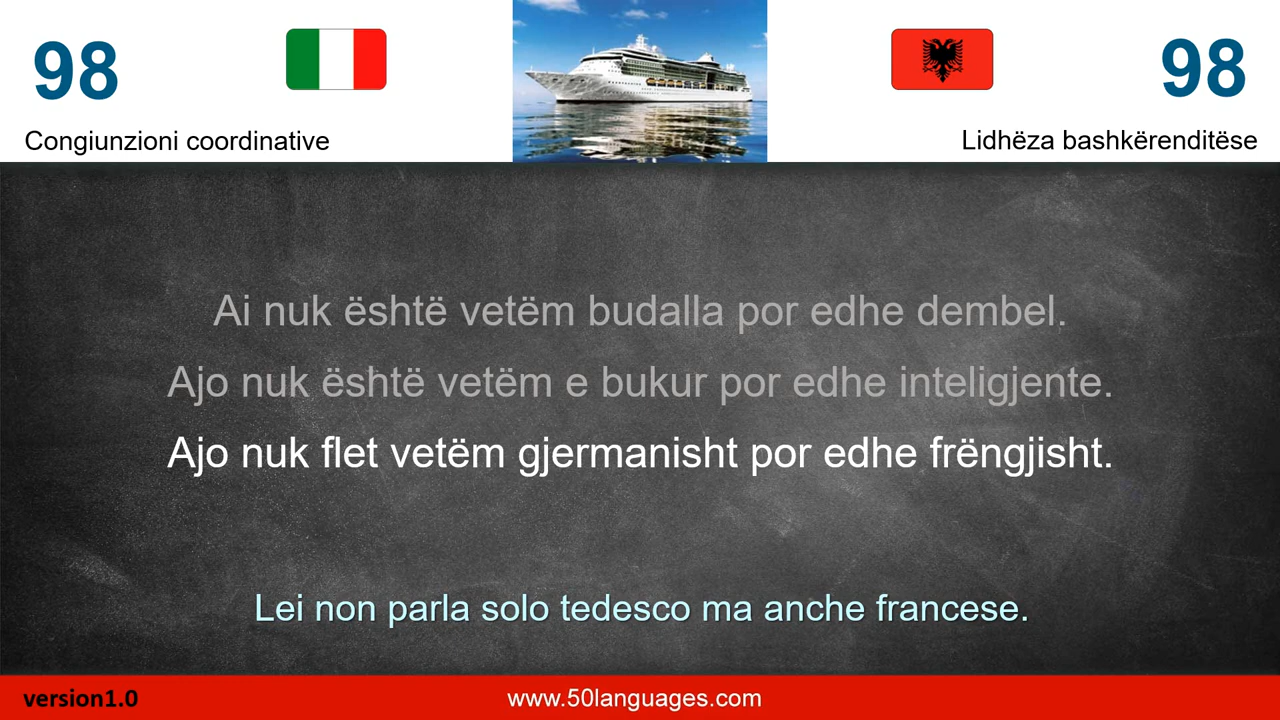 98
98
Congiunzioni coordinative
Lidhëza bashkërenditëse
Ai nuk është vetëm budalla por edhe dembel.
Ajo nuk është vetëm e bukur por edhe inteligjente.
Ajo nuk flet vetëm gjermanisht por edhe frëngjisht.
Lei non parla solo tedesco ma anche francese.
version1.0
www.50languages.com